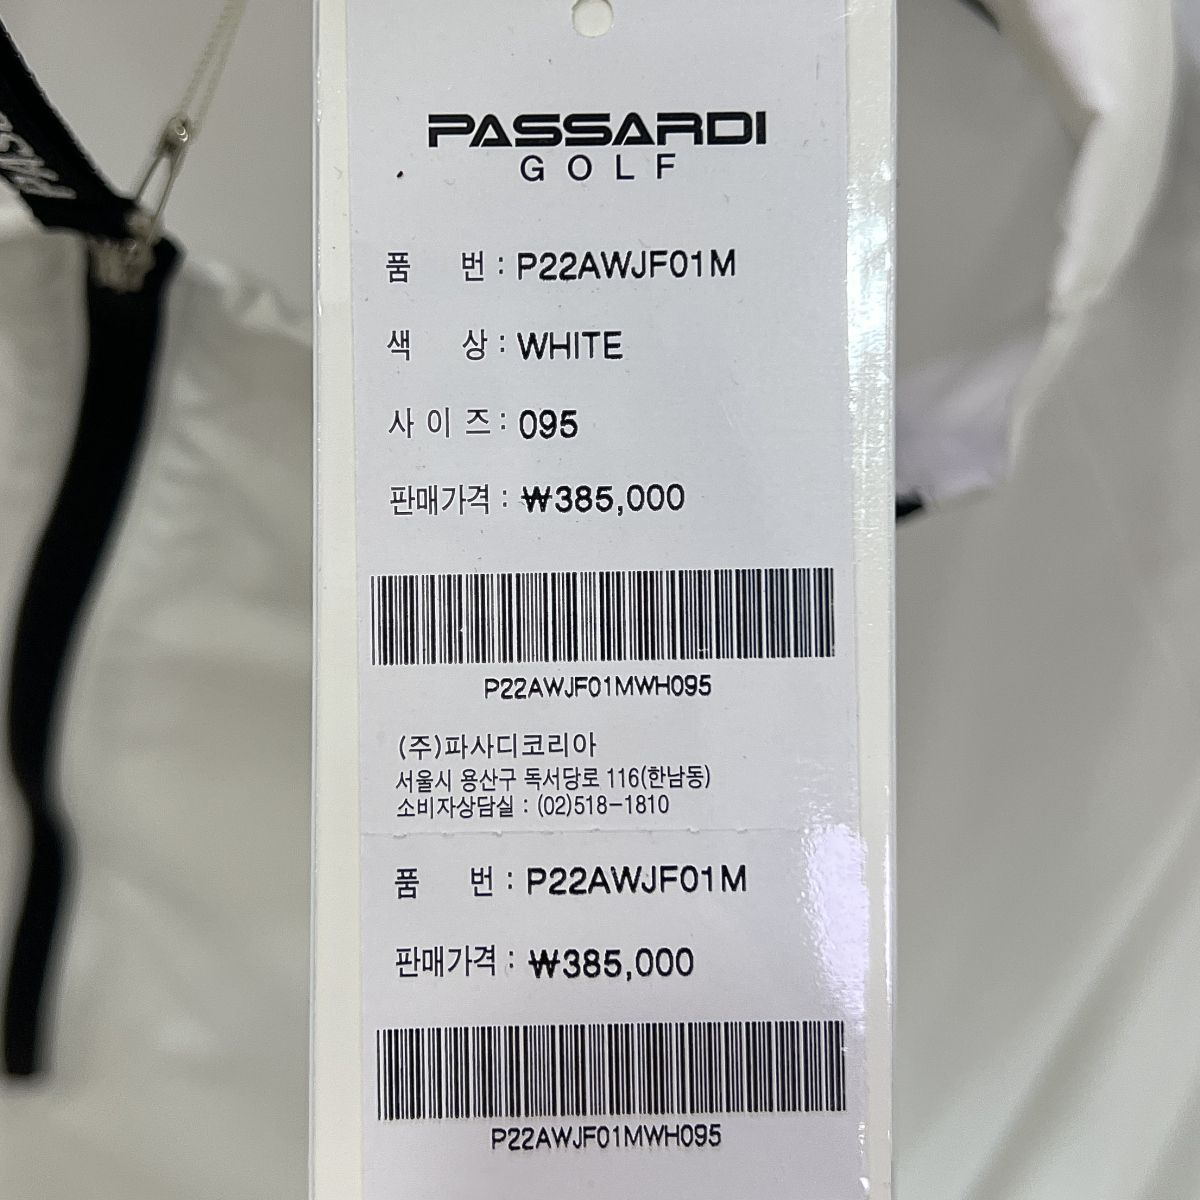 PASSARDI
GOLF
품 번 : P22AWJF01M
색 상 : WHITE
사 이 즈 : 095
판매가격 : ₩385,000
P22AWJF01MWH095
(주)파사디코리아
서울시 용산구 독서당로 116(한남동)
소비자상담실 : (02)518-1810
품 번 : P22AWJF01M
판매가격 : ₩385,000
P22AWJF01MWH095